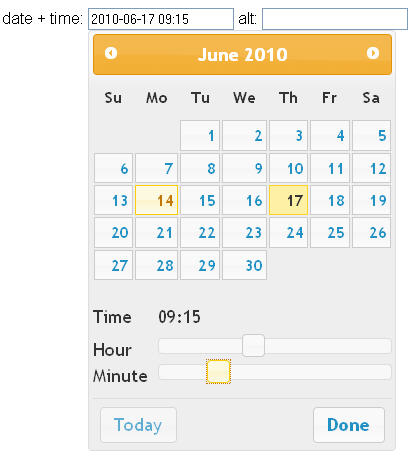 date + time: 2010-06-17 09:15 alt:
June 2010
Su Mo Tu We Th Fr Sa
1 2 3 4 5
6 7 8 9 10 11 12
13 14 15 16 17 18 19
20 21 22 23 24 25 26
27 28 29 30
Time 09:15
Hour
Minute
Today Done